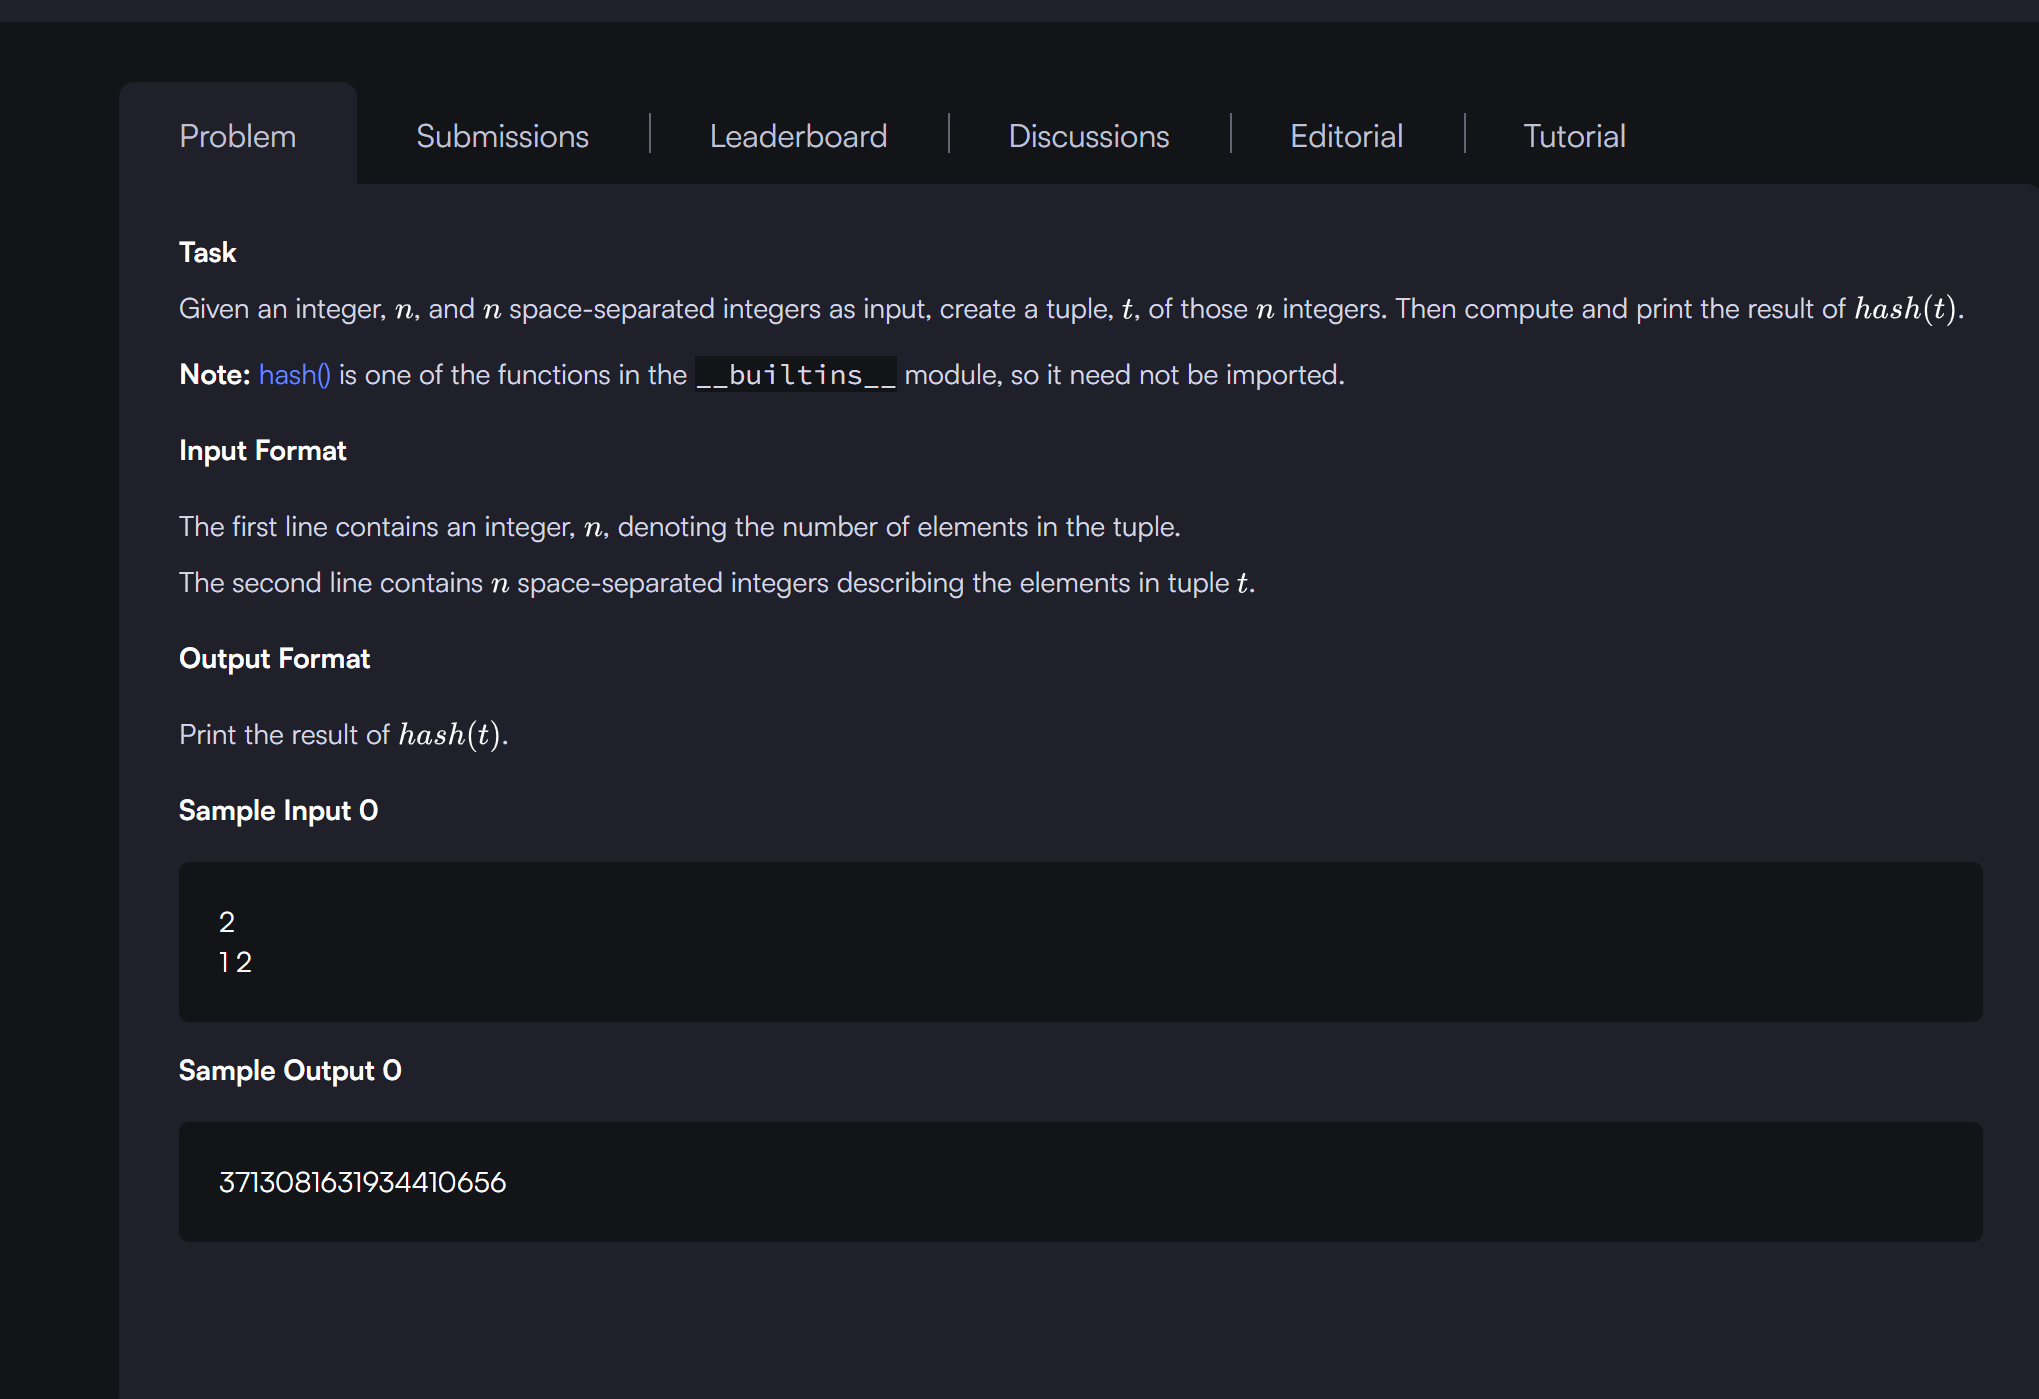 Problem
Submissions
Leaderboard
Discussions
Editorial
Tutorial
Task
Given an integer, n, and n space-separated integers as input, create a tuple, t, of those n integers. Then compute and print the result of hash(t).
Note: hash() is one of the functions in the __builtins__ module, so it need not be imported.
Input Format
The first line contains an integer, n, denoting the number of elements in the tuple.
The second line contains n space-separated integers describing the elements in tuple t.
Output Format
Print the result of hash(t).
Sample Input 0
2
1 2
Sample Output 0
3713081631934410656